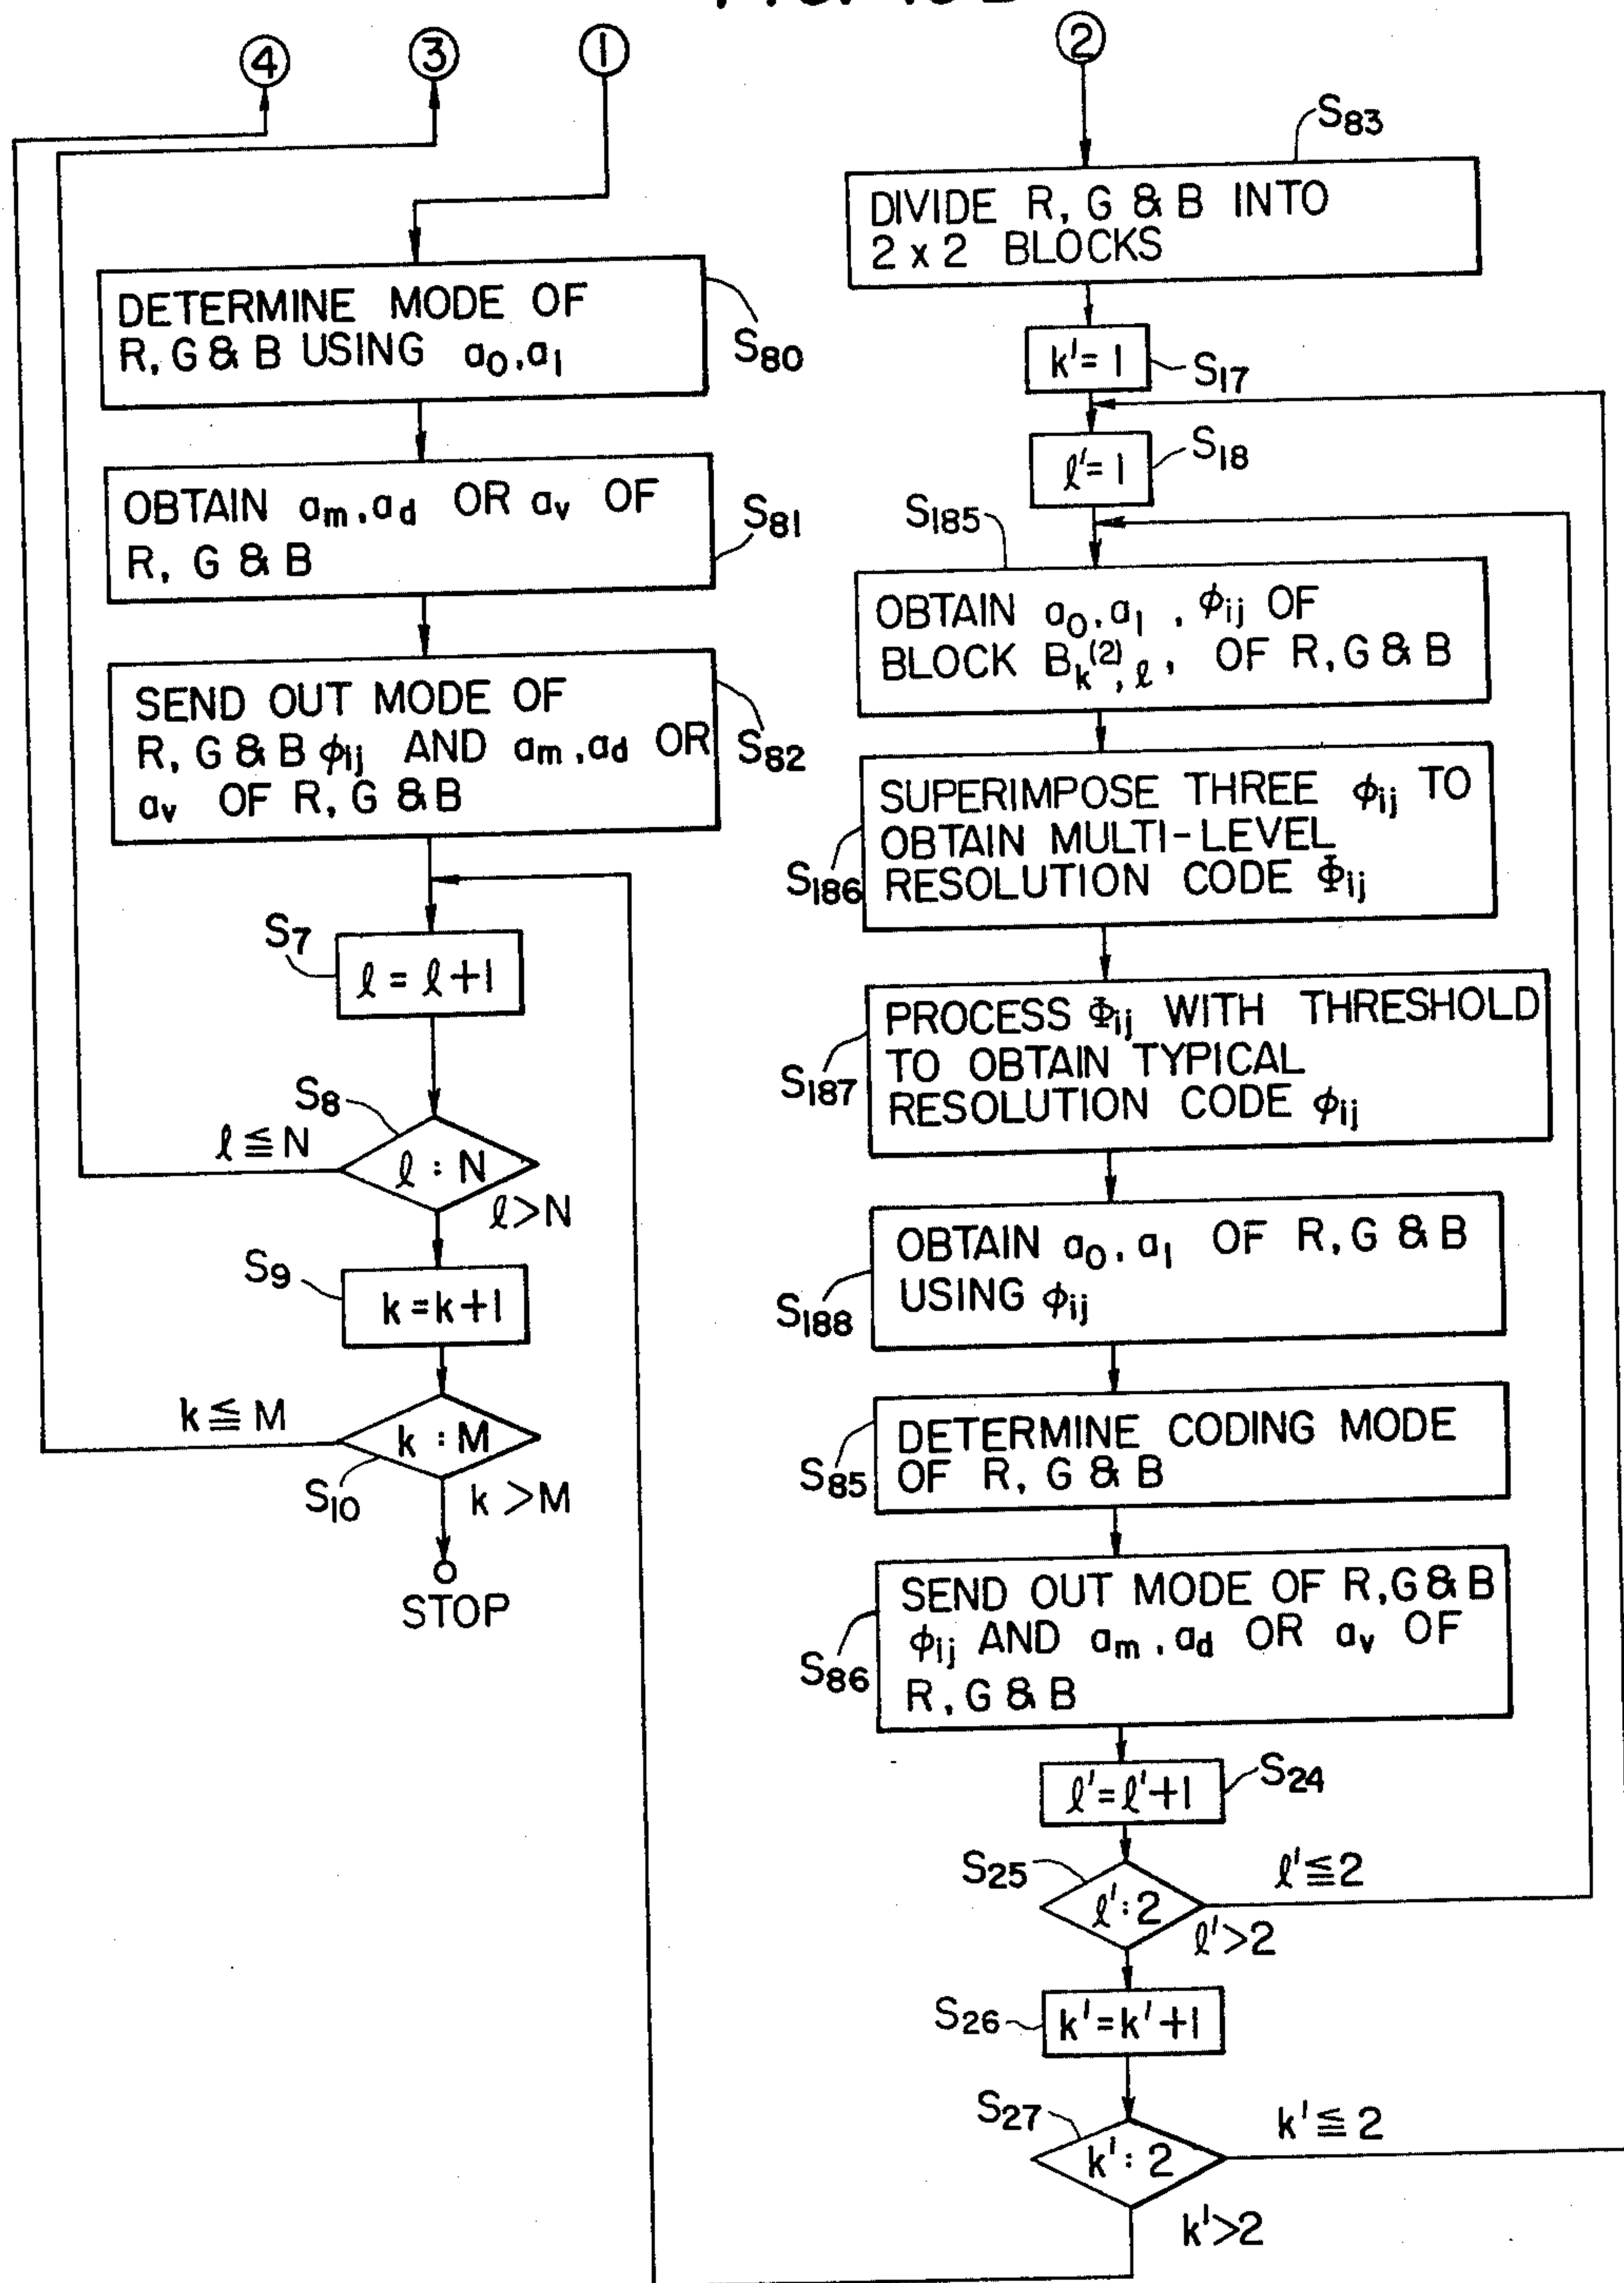 ④ ③ ①
DETERMINE MODE OF
R, G & B USING a₀, a₁
S₈₀
OBTAIN aₘ, a_d OR aᵥ OF
R, G & B
S₈₁
SEND OUT MODE OF
R, G & B ϕᵢⱼ AND aₘ, a_d OR
aᵥ OF R, G & B
S₈₂
S₇
ℓ = ℓ+1
S₈
ℓ ≦ N
ℓ : N
ℓ > N
S₉
k = k+1
k ≦ M
k : M
S₁₀
k > M
STOP
②
S₈₃
DIVIDE R, G & B INTO
2 x 2 BLOCKS
k' = 1
S₁₇
ℓ' = 1
S₁₈
S₁₈₅
OBTAIN a₀, a₁, ϕᵢⱼ OF
BLOCK Bₖ⁽²⁾, ℓ, OF R, G & B
SUPERIMPOSE THREE ϕᵢⱼ TO
OBTAIN MULTI-LEVEL
RESOLUTION CODE Φᵢⱼ
S₁₈₆
PROCESS Φᵢⱼ WITH THRESHOLD
TO OBTAIN TYPICAL
RESOLUTION CODE ϕᵢⱼ
S₁₈₇
OBTAIN a₀, a₁ OF R, G & B
USING ϕᵢⱼ
S₁₈₈
DETERMINE CODING MODE
OF R, G & B
S₈₅
SEND OUT MODE OF R, G & B
ϕᵢⱼ AND aₘ, a_d OR aᵥ OF
R, G & B
S₈₆
ℓ' = ℓ'+1
S₂₄
S₂₅
ℓ' : 2
ℓ' ≦ 2
ℓ' > 2
S₂₆
k' = k'+1
S₂₇
k' : 2
k' ≦ 2
k' > 2